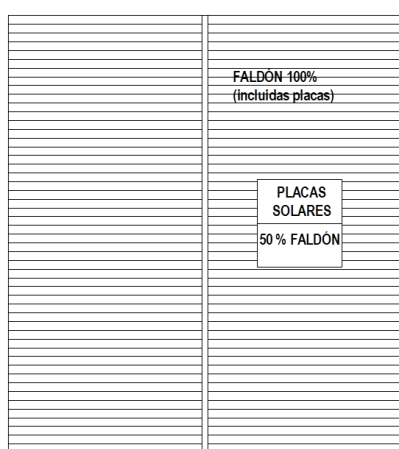 FALDÓN 100%
(incluidas placas)
PLACAS
SOLARES
50 % FALDÓN